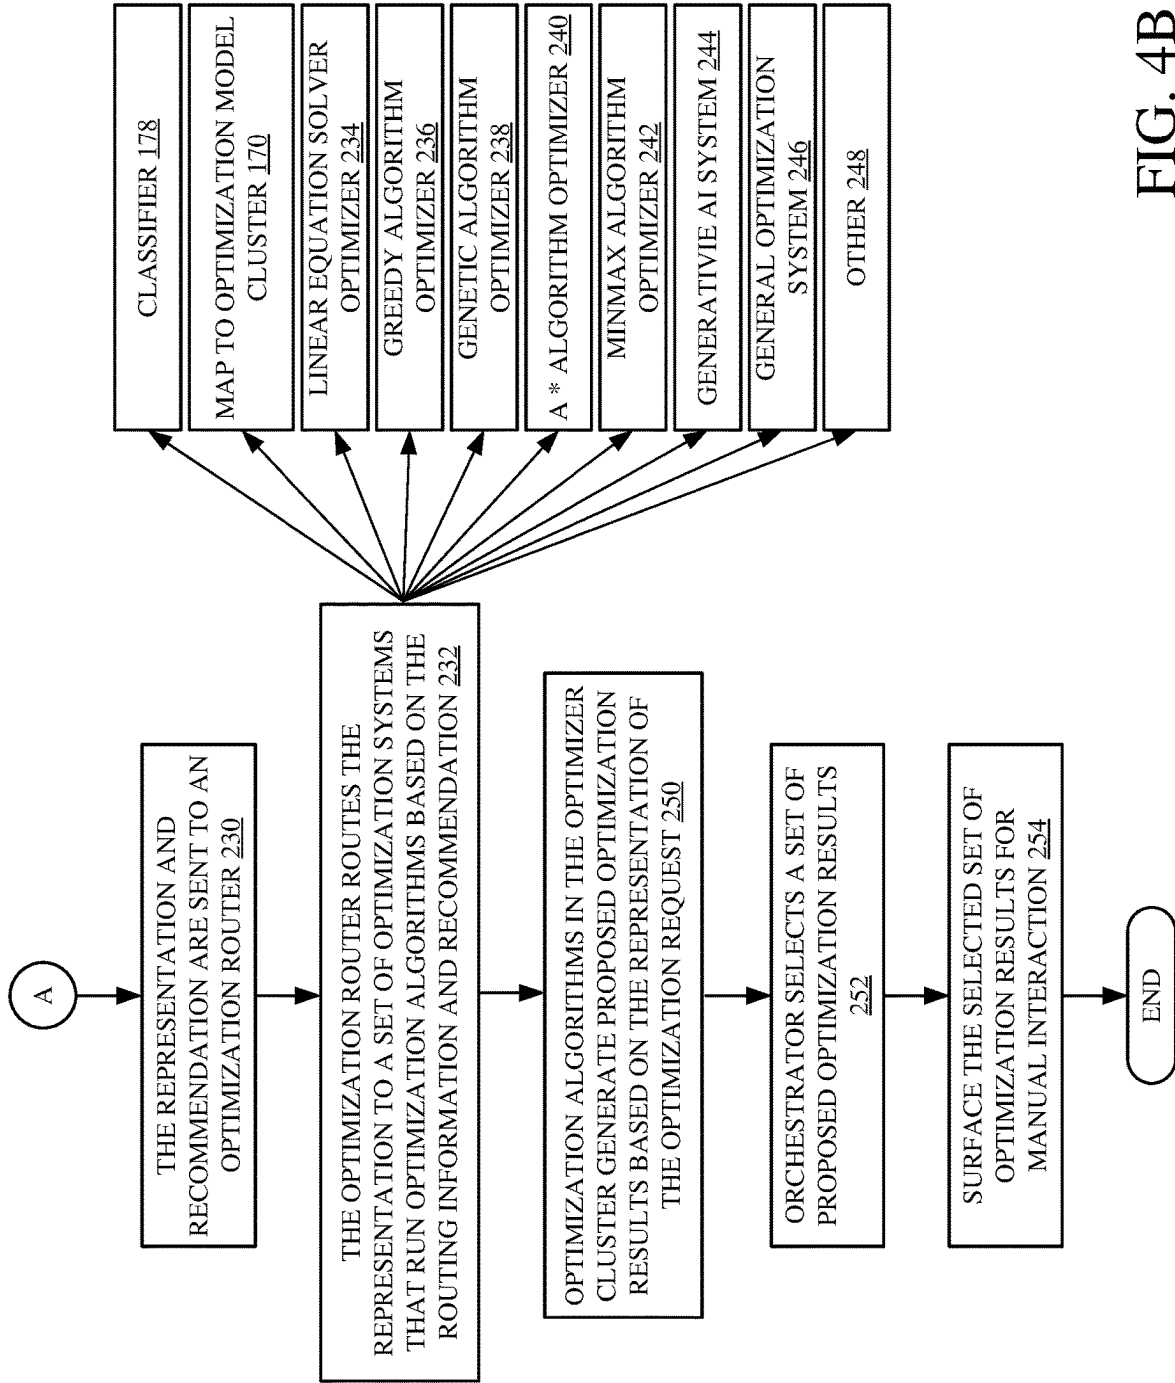 A
THE REPRESENTATION AND
RECOMMENDATION ARE SENT TO AN
OPTIMIZATION ROUTER 230
THE OPTIMIZATION ROUTER ROUTES THE
REPRESENTATION TO A SET OF OPTIMIZATION SYSTEMS
THAT RUN OPTIMIZATION ALGORITHMS BASED ON THE
ROUTING INFORMATION AND RECOMMENDATION 232
CLASSIFIER 178
MAP TO OPTIMIZATION MODEL
CLUSTER 170
LINEAR EQUATION SOLVER
OPTIMIZER 234
GREEDY ALGORITHM
OPTIMIZER 236
GENETIC ALGORITHM
OPTIMIZER 238
A * ALGORITHM OPTIMIZER 240
MINMAX ALGORITHM
OPTIMIZER 242
GENERATIVIE AI SYSTEM 244
GENERAL OPTIMIZATION
SYSTEM 246
OTHER 248
OPTIMIZATION ALGORITHMS IN THE OPTIMIZER
CLUSTER GENERATE PROPOSED OPTIMIZATION
RESULTS BASED ON THE REPRESENTATION OF
THE OPTIMIZATION REQUEST 250
ORCHESTRATOR SELECTS A SET OF
PROPOSED OPTIMIZATION RESULTS
252
SURFACE THE SELECTED SET OF
OPTIMIZATION RESULTS FOR
MANUAL INTERACTION 254
END
FIG. 4B